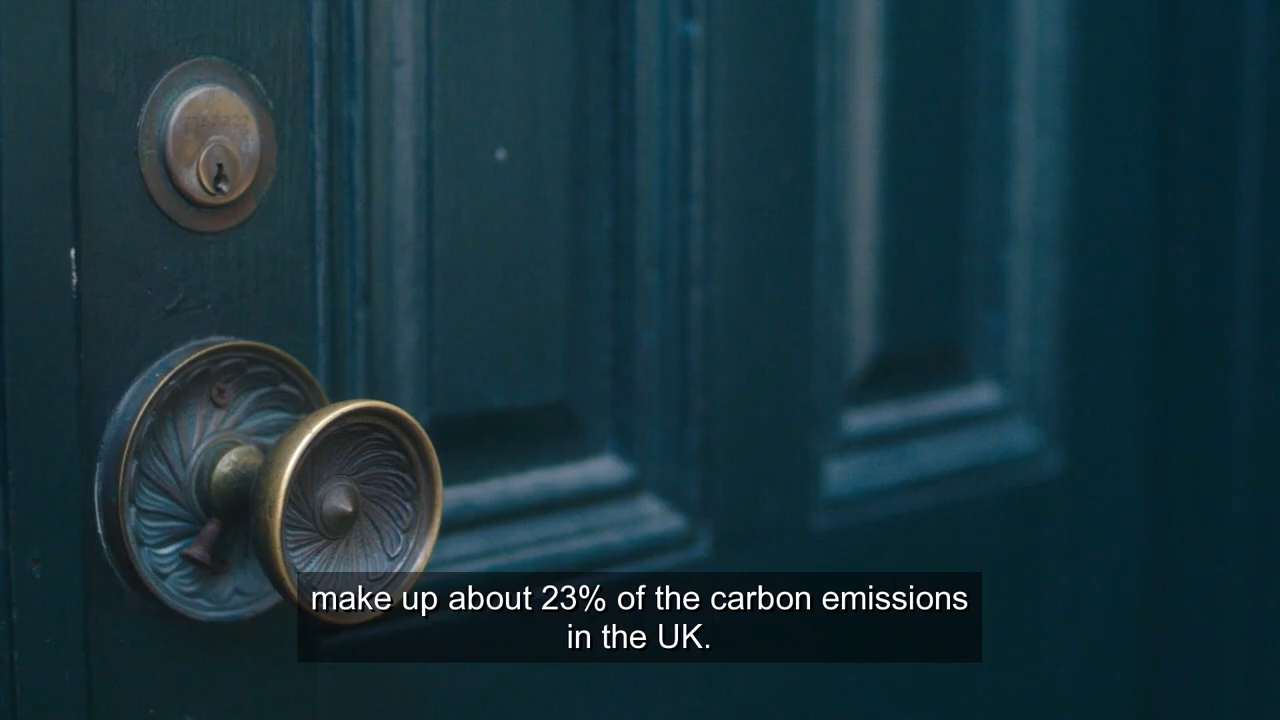 make up about 23% of the carbon emissions
in the UK.